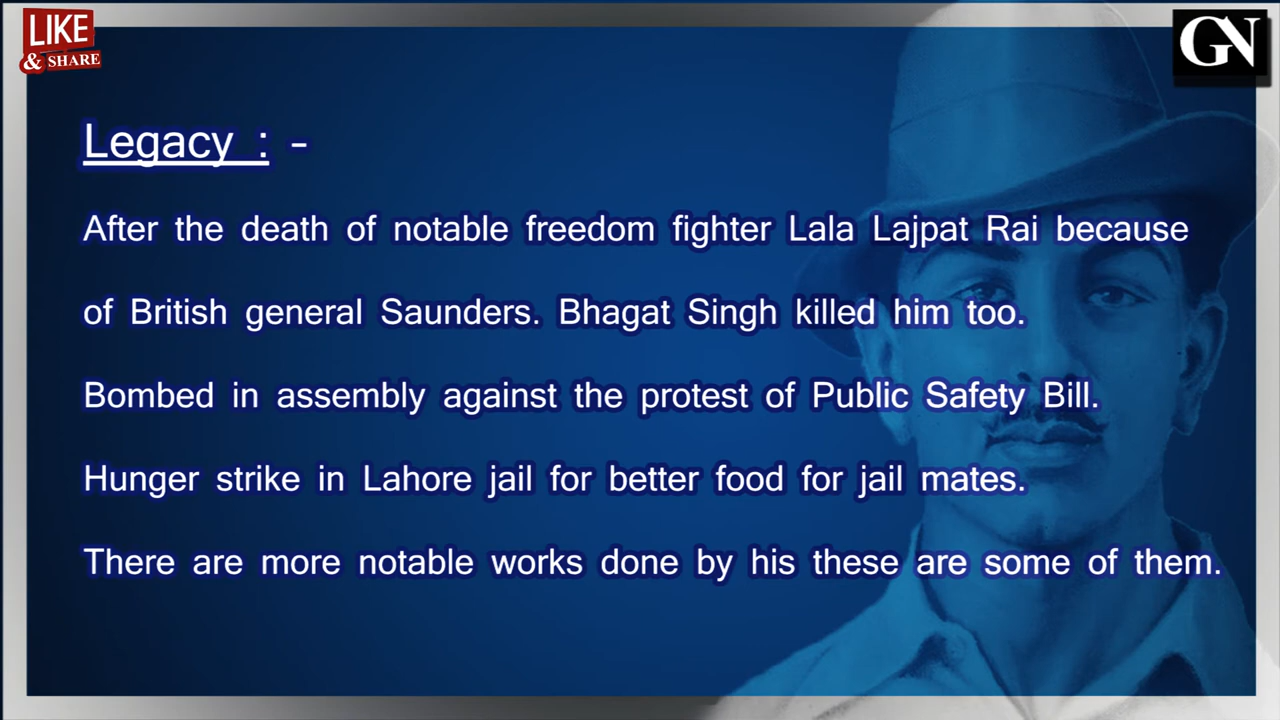 LIKE
& SHARE
GN
Legacy : -
After the death of notable freedom fighter Lala Lajpat Rai because
of British general Saunders. Bhagat Singh killed him too.
Bombed in assembly against the protest of Public Safety Bill.
Hunger strike in Lahore jail for better food for jail mates.
There are more notable works done by his these are some of them.